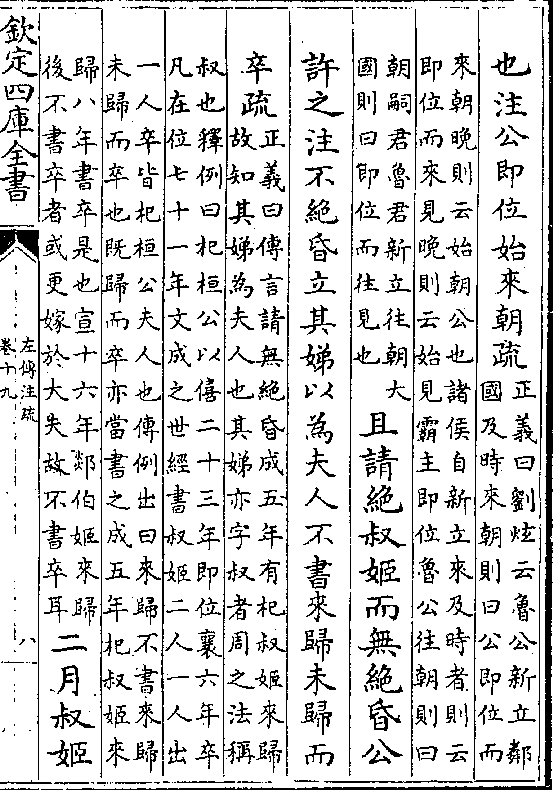 也注公即位始來朝疏
正義曰劉炫云魯公新立鄰
國及時來朝則曰公即位而
來朝晚則云始朝公也諸侯自新立來及時者則云
即位而來見晚則云始見霸主即位魯公往朝則曰
朝嗣君魯君新立往朝大
國則曰即位而往見也
且請絶叔姬而無絶昏公
許之注不絶昏立其娣以為夫人不書來歸未歸而
卒疏
正義曰傳言請無絶昏成五年有杞叔姬來歸
故知其娣為夫人也其娣亦字叔者周之法稱
叔也釋例曰杞桓公以僖二十三年即位襄六年卒
凡在位七十一年文成之世經書叔姬二人一人出
一人卒皆杞桓公夫人也傳例出曰來歸不書來歸
未歸而卒也既歸而卒亦當書之成五年杞叔姬來
歸八年書卒是也宣十六年郯伯姬來歸
後不書卒者或更嫁於大失故不書卒耳
二月叔姬
欽定四庫全書
左傳注疏
卷十九
八